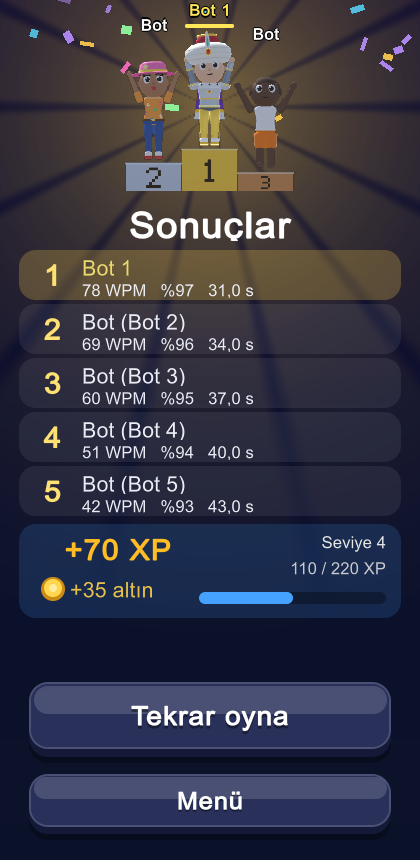 Bot 1
Bot
Bot
2
1
3
Sonuçlar
1
Bot 1
78 WPM %97 31,0 s
2
Bot (Bot 2)
69 WPM %96 34,0 s
3
Bot (Bot 3)
60 WPM %95 37,0 s
4
Bot (Bot 4)
51 WPM %94 40,0 s
5
Bot (Bot 5)
42 WPM %93 43,0 s
+70 XP
Seviye 4
110 / 220 XP
+35 altın
Tekrar oyna
Menü